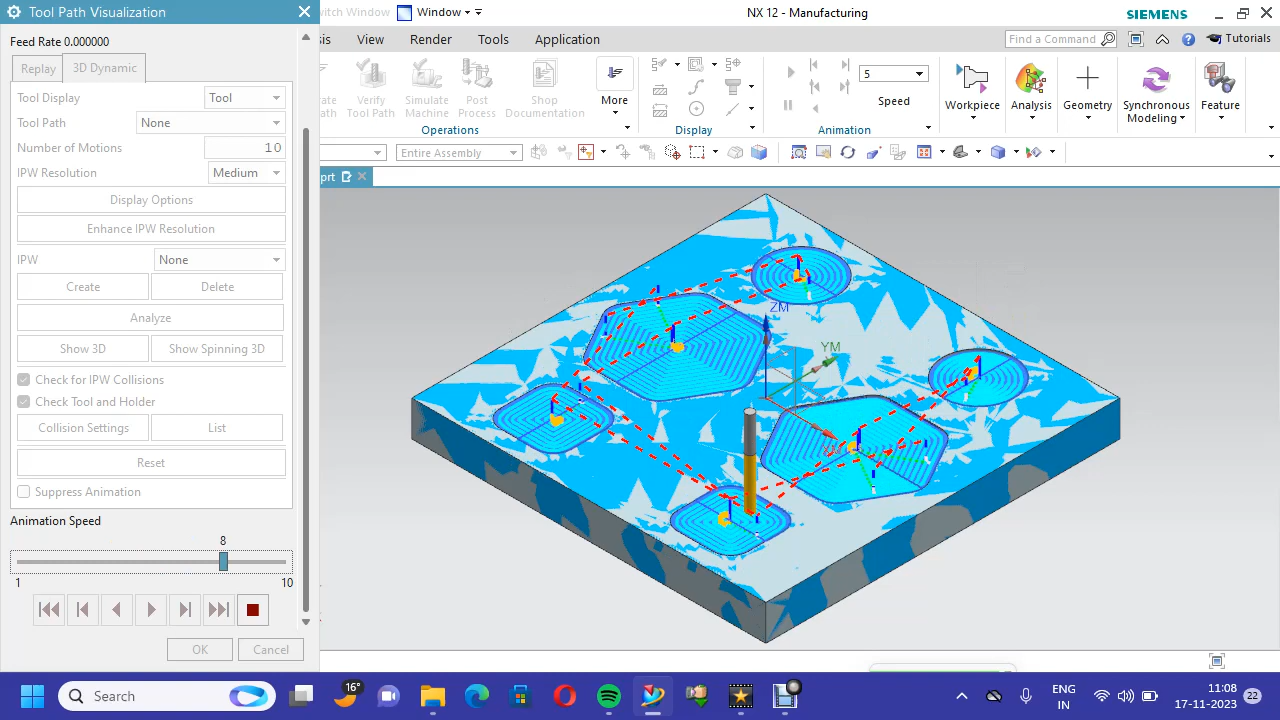 Tool Path Visualization
Feed Rate 0.000000
Replay
3D Dynamic
Tool Display
Tool
Tool Path
None
Number of Motions
10
IPW Resolution
Medium
Display Options
Enhance IPW Resolution
IPW
None
Create
Delete
Analyze
Show 3D
Show Spinning 3D
Check for IPW Collisions
Check Tool and Holder
Collision Settings
List
Reset
Suppress Animation
Animation Speed
8
1
10
OK
Cancel
Switch Window
Window
NX 12 - Manufacturing
SIEMENS
View
Render
Tools
Application
Find a Command
Tutorials
Verify Tool Path
Simulate Machine
Post Process
Shop Documentation
More
Operations
Display
5
Speed
Animation
Workpiece
Analysis
Geometry
Synchronous Modeling
Feature
Entire Assembly
prt
ZM
YM
Search
16°
ENG
IN
11:08
17-11-2023
22